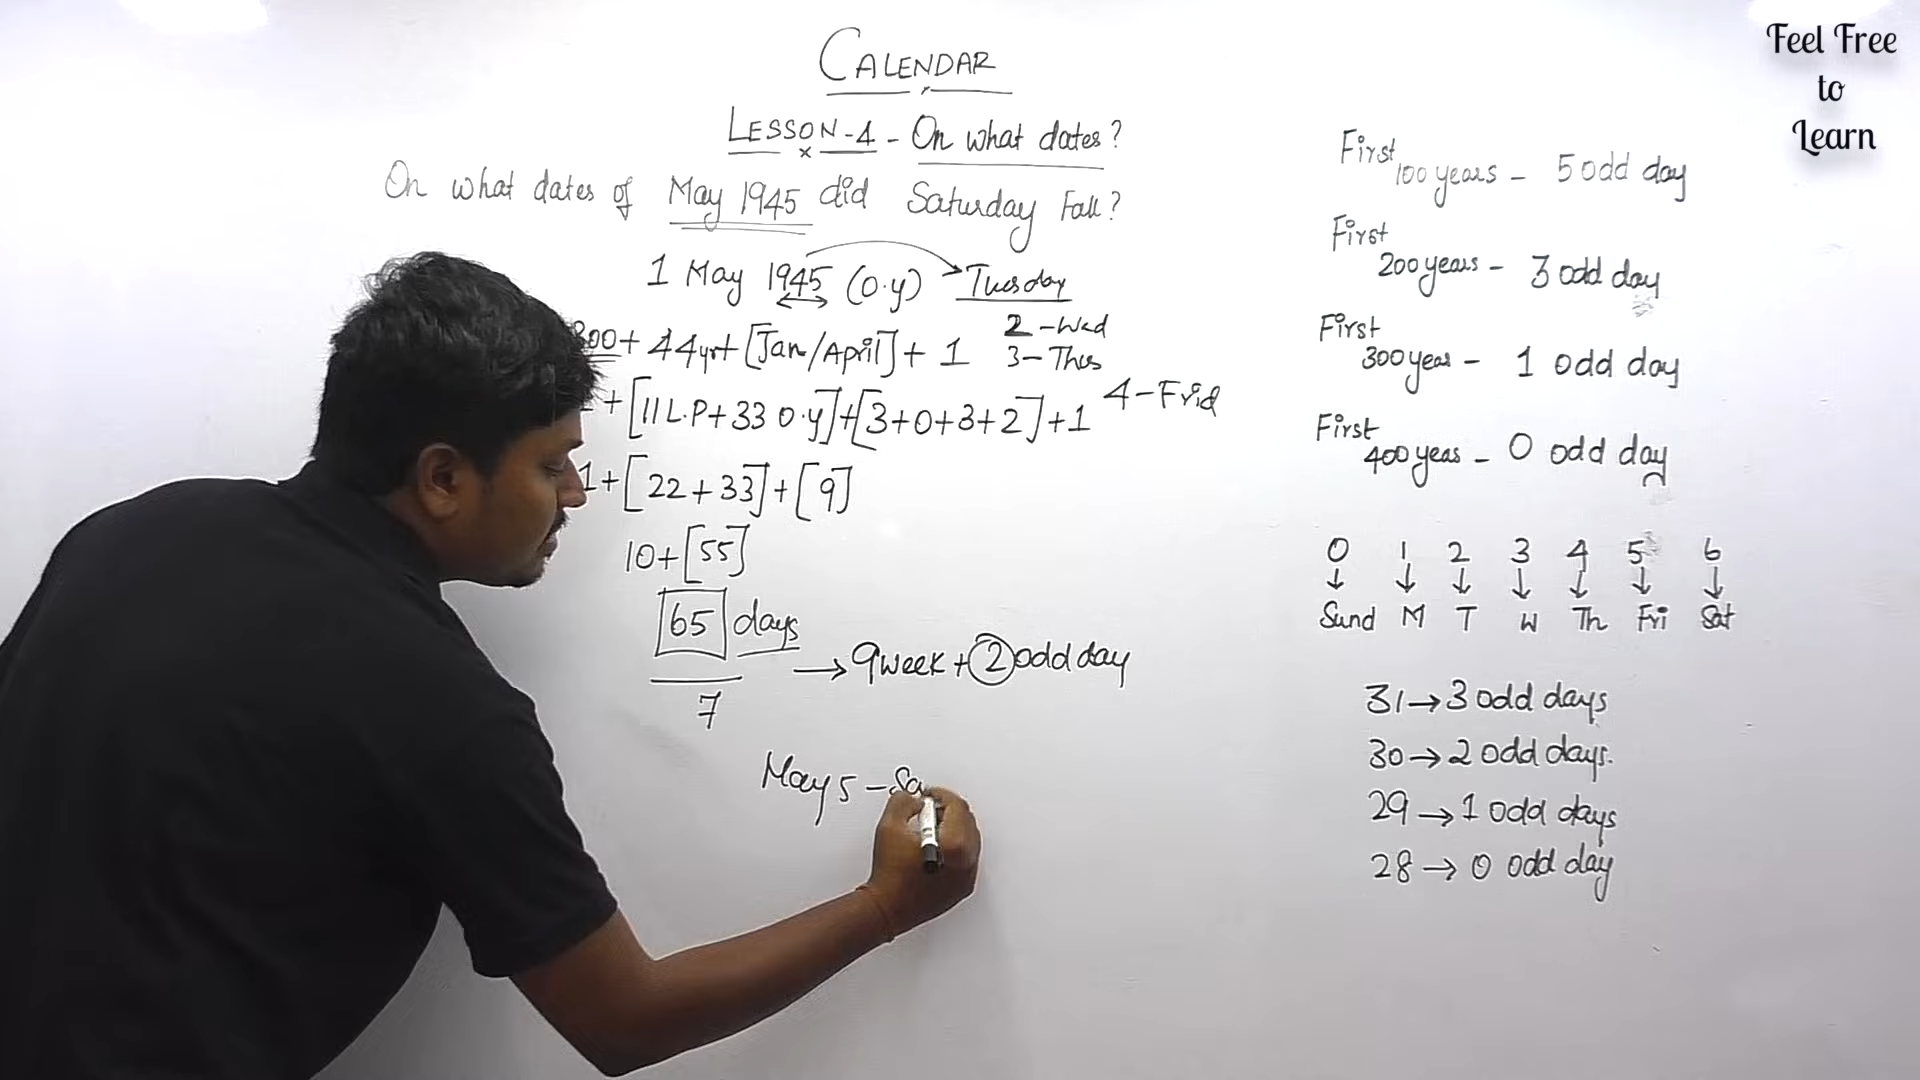 CALENDAR
LESSON-4 - On what dates?
On what dates of May 1945 did Saturday Fall?
1 May 1945 (O.y) → Tuesday
2 - Wed
00 + 44yr + [Jan/April] + 1
3 - Thus
+ [11 L.P + 33 O.y] + [3+0+3+2] + 1
4 - Frid
1 + [22 + 33] + [9]
10 + [55]
65 days
7
→ 9 week + 2 odd day
May 5 - Sa
First 100 years - 5 odd day
First 200 years - 3 odd day
First 300 year - 1 odd day
First 400 yeas - 0 odd day
0 1 2 3 4 5 6
↓ ↓ ↓ ↓ ↓ ↓ ↓
Sund M T W Th Fri Sat
31 → 3 odd days
30 → 2 odd days.
29 → 1 odd days
28 → 0 odd day
Feel Free
to
Learn